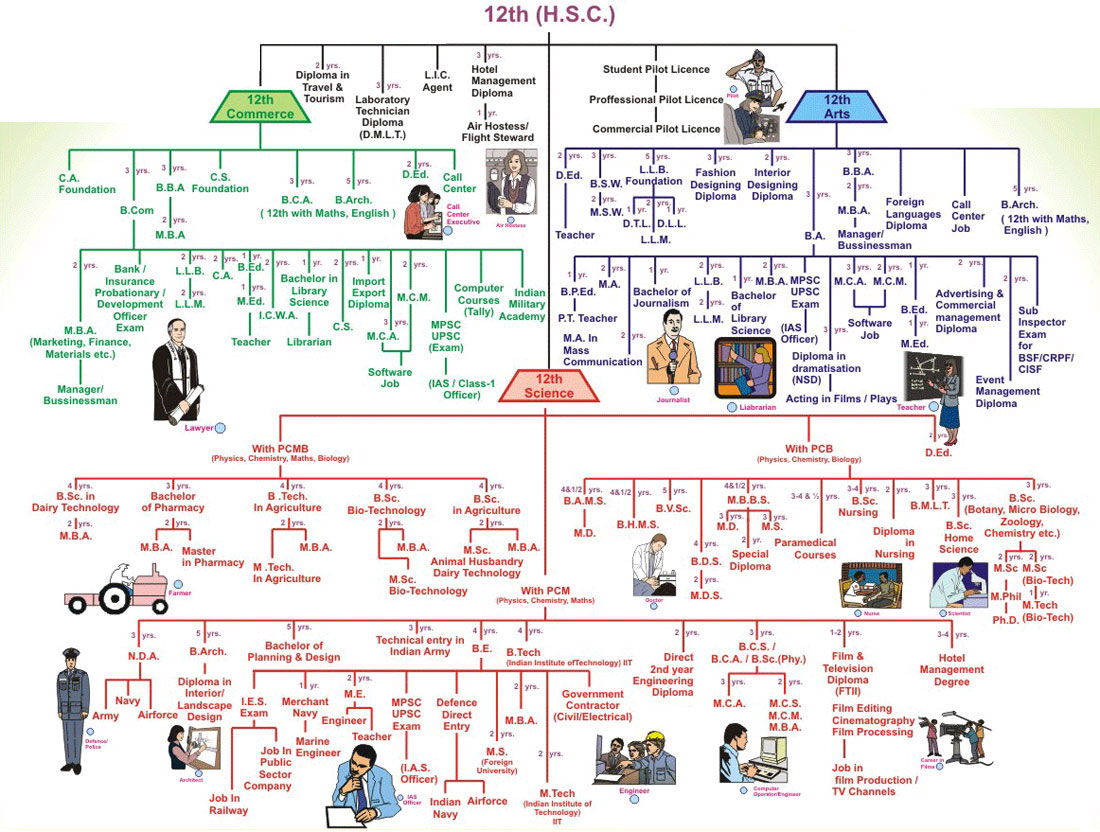 12th (H.S.C.)
2 yrs.
Diploma in
Travel &
Tourism
3 yrs.
Laboratory
Technician
Diploma
(D.M.L.T.)
L.I.C.
Agent
3 yrs.
Hotel
Management
Diploma
1 yr.
Air Hostess/
Flight Steward
Air Hostess
Student Pilot Licence
Proffessional Pilot Licence
Commercial Pilot Licence
Pilot
12th
Commerce
12th
Arts
C.A.
Foundation
3 yrs.
B.Com
3 yrs.
B.B.A
2 yrs.
M.B.A
C.S.
Foundation
3 yrs.
B.C.A.
5 yrs.
B.Arch.
( 12th with Maths, English )
2 yrs.
D.Ed.
Call
Center
Call
Center
Executive
2 yrs.
M.B.A.
(Marketing, Finance,
Materials etc.)
Manager/
Bussinessman
Bank /
Insurance
Probationary /
Development
Officer
Exam
2 yrs.
L.L.B.
2 yrs.
L.L.M.
2 yrs.
C.A.
1 yr.
B.Ed.
1 yrs.
M.Ed.
Teacher
2 yrs.
I.C.W.A.
1 yr.
Bachelor in
Library
Science
Librarian
2 yrs.
C.S.
1 yr.
Import
Export
Diploma
2 yrs.
M.C.M.
3 yrs.
M.C.A.
Software
Job
MPSC
UPSC
(Exam)
(IAS / Class-1
Officer)
Computer
Courses
(Tally)
Indian
Military
Academy
Lawyer
2 yrs.
D.Ed.
Teacher
3 yrs.
B.S.W.
2 yrs.
M.S.W.
5 yrs.
L.L.B.
Foundation
1 yr.
2 yrs.
1 yr.
D.T.L.
D.L.L.
L.L.M.
3 yrs.
Fashion
Designing
Diploma
2 yrs.
Interior
Designing
Diploma
3 yrs.
B.A.
3 yrs.
B.B.A.
2 yrs.
M.B.A.
Manager/
Bussinessman
Foreign
Languages
Diploma
Call
Center
Job
5 yrs.
B.Arch.
( 12th with Maths,
English )
1 yr.
B.P.Ed.
P.T. Teacher
2 yrs.
M.A.
2 yrs.
M.A. In
Mass
Communication
1 yr.
Bachelor of
Journalism
Journalist
2 yrs.
L.L.B.
2 yrs.
L.L.M.
1 yr.
Bachelor
of
Library
Science
Liabrarian
2 yrs.
M.B.A.
MPSC
UPSC
Exam
(IAS
Officer)
3 yrs.
Diploma in
dramatisation
(NSD)
Acting in Films / Plays
3 yrs.
M.C.A.
2 yrs.
M.C.M.
Software
Job
1 yr.
B.Ed.
1 yr.
M.Ed.
Teacher
2 yrs.
Advertising &
Commercial
management
Diploma
Event
Management
Diploma
2 yrs.
Sub
Inspector
Exam
for
BSF/CRPF/
CISF
12th
Science
With PCMB
(Physics, Chemistry, Maths, Biology)
With PCB
(Physics, Chemistry, Biology)
2 yrs.
D.Ed.
4 yrs.
B.Sc. in
Dairy Technology
2 yrs.
M.B.A.
3 yrs.
Bachelor
of Pharmacy
2 yrs.
M.B.A.
Master
in Pharmacy
4 yrs.
B .Tech.
In Agriculture
2 yrs.
M.B.A.
M .Tech.
In Agriculture
4 yrs.
B.Sc.
Bio-Technology
2 yrs.
M.B.A.
M.Sc.
Bio-Technology
4 yrs.
B.Sc.
in Agriculture
2 yrs.
M.Sc.
Animal Husbandry
Dairy Technology
M.B.A.
Farmer
4&1/2 yrs.
B.A.M.S.
M.D.
4&1/2 yrs.
B.H.M.S.
5 yrs.
B.V.Sc.
4 yrs.
B.D.S.
2 yrs.
M.D.S.
4&1/2 yrs.
M.B.B.S.
3 yrs.
M.D.
3 yrs.
M.S.
2 yr.
Special
Diploma
3-4 & ½ yrs.
Paramedical
Courses
3-4 yrs.
B.Sc.
Nursing
2 yrs.
Diploma
in
Nursing
3 yrs.
B.M.L.T.
3 yrs.
B.Sc.
Home
Science
3 yrs.
B.Sc.
(Botany, Micro Biology,
Zoology,
Chemistry etc.)
2 yrs.
M.Sc
M.Phil
Ph.D.
2 yrs.
M.Sc
(Bio-Tech)
1 yr.
M.Tech
(Bio-Tech)
Doctor
Nurse
Scientist
With PCM
(Physics, Chemistry, Maths)
3 yrs.
N.D.A.
Army
Navy
Airforce
Defence/
Police
5 yrs.
B.Arch.
Diploma in
Interior/
Landscape
Design
Architect
5 yrs.
Bachelor of
Planning & Design
3 yrs.
Technical entry in
Indian Army
4 yrs.
B.E.
4 yrs.
B.Tech
(Indian Institute ofTechnology) IIT
2 yrs.
Direct
2nd year
Engineering
Diploma
3 yrs.
B.C.S. /
B.C.A. / B.Sc.(Phy.)
3 yrs.
M.C.A.
2 yrs.
M.C.S.
M.C.M.
M.B.A.
1-2 yrs.
Film &
Television
Diploma
(FTII)
Film Editing
Cinematography
Film Processing
Job in
film Production /
TV Channels
3-4 yrs.
Hotel
Management
Degree
I.E.S.
Exam
Job In
Railway
Job In
Public
Sector
Company
1 yr.
Merchant
Navy
Marine
Engineer
2 yrs.
M.E.
Engineer
Teacher
MPSC
UPSC
Exam
(I.A.S.
Officer)
Defence
Direct
Entry
Indian
Navy
Airforce
2 yrs.
M.S.
(Foreign
University)
2 yrs.
M.B.A.
2 yrs.
M.Tech
(Indian Institute of
Technology)
IIT
Government
Contractor
(Civil/Electrical)
IAS
Officer
Engineer
Computer
Operator/Engineer
Career in
Films